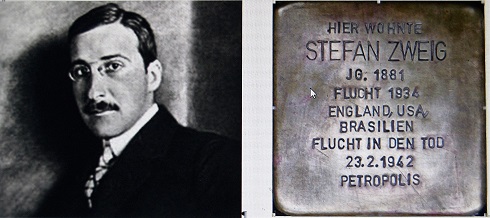 HIER WOHNTE
STEFAN ZWEIG
JG. 1881
FLUCHT 1934
ENGLAND, USA,
BRASILIEN
FLUCHT IN DEN TOD
23.2.1942
PETROPOLIS